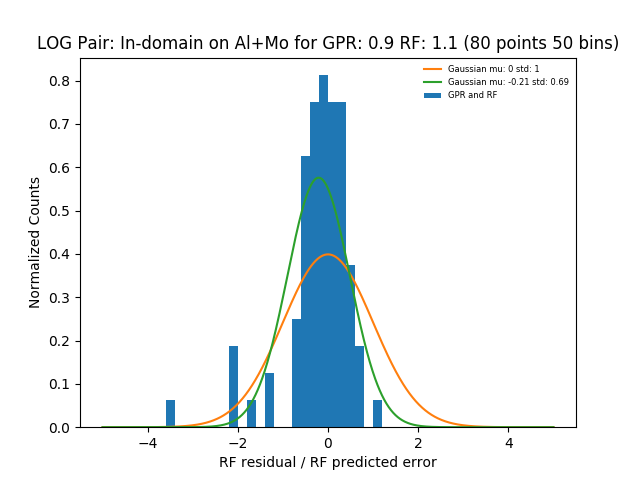 LOG Pair: In-domain on Al+Mo for GPR: 0.9 RF: 1.1 (80 points 50 bins)
Gaussian mu: 0 std: 1
Gaussian mu: -0.21 std: 0.69
GPR and RF
Normalized Counts
0.8
0.7
0.6
0.5
0.4
0.3
0.2
0.1
0.0
−4 −2 0 2 4
RF residual / RF predicted error